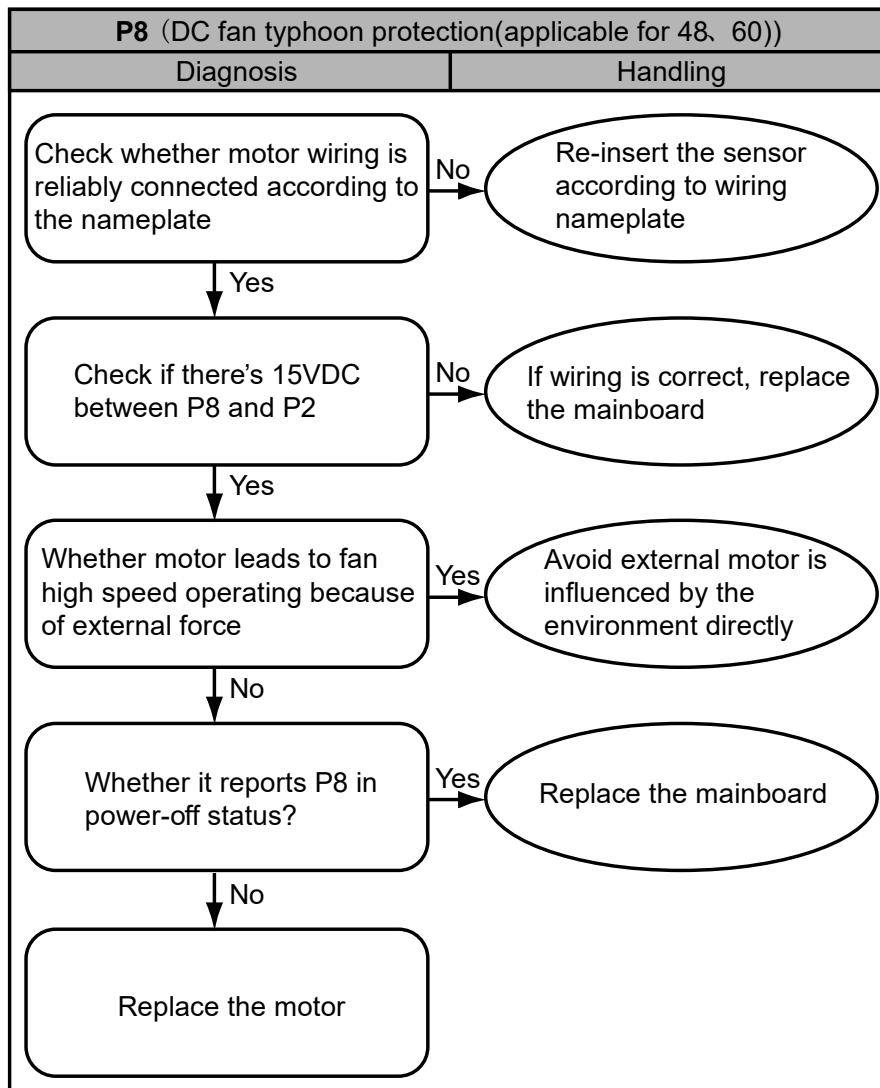 P8（DC fan typhoon protection(applicable for 48、60))
Diagnosis
Handling
Check whether motor wiring is
reliably connected according to
the nameplate
No
Re-insert the sensor
according to wiring
nameplate
Yes
Check if there’s 15VDC
between P8 and P2
No
If wiring is correct, replace
the mainboard
Yes
Whether motor leads to fan
high speed operating because
of external force
Yes
Avoid external motor is
influenced by the
environment directly
No
Whether it reports P8 in
power-off status?
Yes
Replace the mainboard
No
Replace the motor